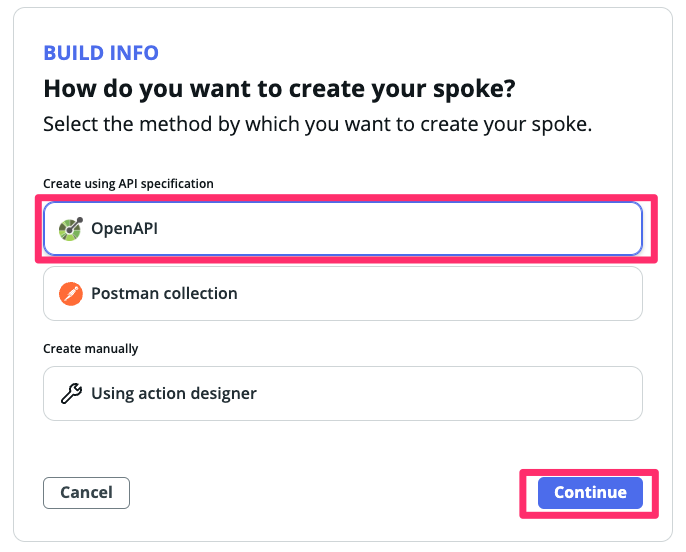 BUILD INFO
How do you want to create your spoke?
Select the method by which you want to create your spoke.
Create using API specification
OpenAPI
Postman collection
Create manually
Using action designer
Cancel
Continue